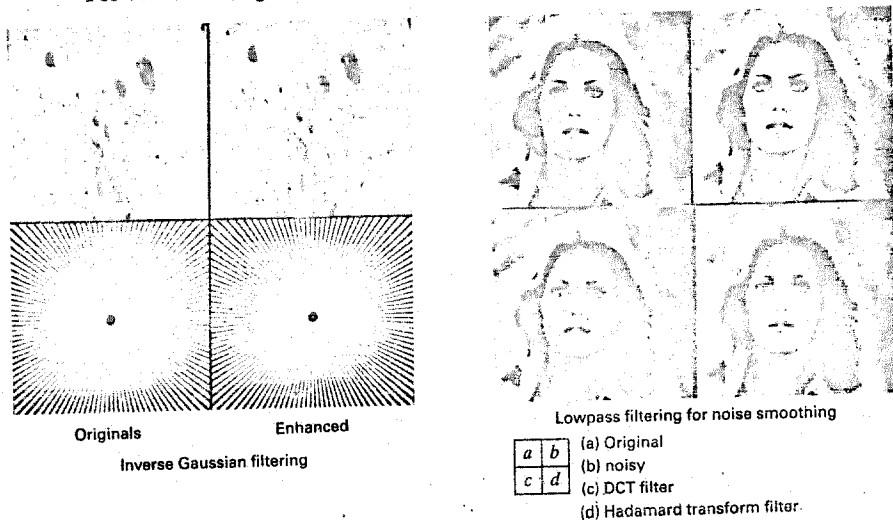 Originals
Enhanced
Inverse Gaussian filtering
Lowpass filtering for noise smoothing
a b
c d
(a) Original
(b) noisy
(c) DCT filter
(d) Hadamard transform filter.